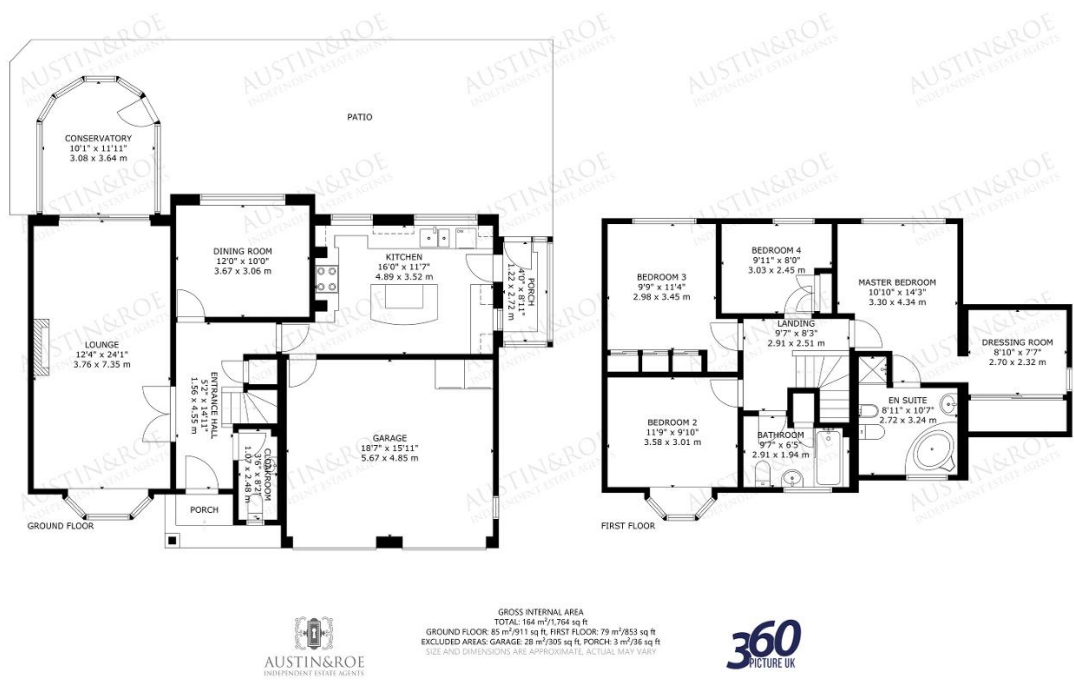 PATIO
CONSERVATORY
10'1" x 11'11"
3.08 x 3.64 m
DINING ROOM
12'0" x 10'0"
3.67 x 3.06 m
KITCHEN
16'0" x 11'7"
4.89 x 3.52 m
PORCH
4'0" x 8'11"
1.22 x 2.72 m
LOUNGE
12'4" x 24'1"
3.76 x 7.35 m
ENTRANCE HALL
5'2" x 14'11"
1.56 x 4.55 m
CLOAKROOM
3'6" x 8'2"
1.07 x 2.48 m
GARAGE
18'7" x 15'11"
5.67 x 4.85 m
PORCH
GROUND FLOOR
BEDROOM 3
9'9" x 11'4"
2.98 x 3.45 m
BEDROOM 4
9'11" x 8'0"
3.03 x 2.45 m
MASTER BEDROOM
10'10" x 14'3"
3.30 x 4.34 m
LANDING
9'7" x 8'3"
2.91 x 2.51 m
DRESSING ROOM
8'10" x 7'7"
2.70 x 2.32 m
EN SUITE
8'11" x 10'7"
2.72 x 3.24 m
BEDROOM 2
11'9" x 9'10"
3.58 x 3.01 m
BATHROOM
9'7" x 6'5"
2.91 x 1.94 m
FIRST FLOOR
GROSS INTERNAL AREA
TOTAL: 164 m²/1,764 sq ft
GROUND FLOOR: 85 m²/911 sq ft, FIRST FLOOR: 79 m²/853 sq ft
EXCLUDED AREAS: GARAGE: 28 m²/305 sq ft, PORCH: 3 m²/36 sq ft
SIZE AND DIMENSIONS ARE APPROXIMATE, ACTUAL MAY VARY
AUSTIN&ROE
INDEPENDENT ESTATE AGENTS
360
PICTURE UK